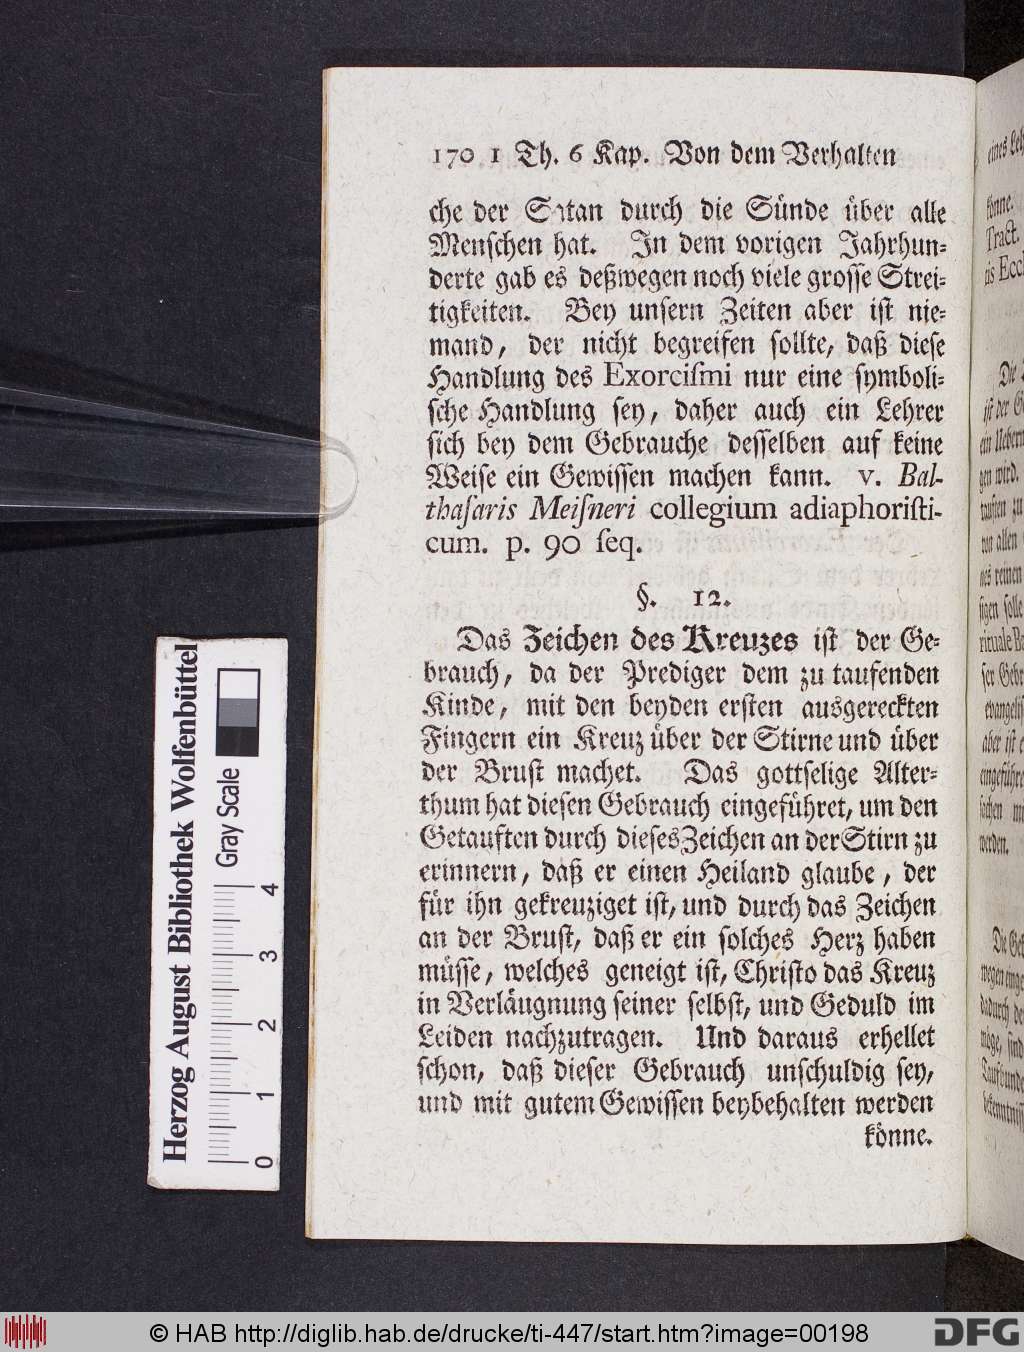 170 1 Th. 6 Kap. Von dem Verhalten
che der Satan durch die Sünde über alle
Menschen hat. In dem vorigen Jahrhun-
derte gab es deßwegen noch viele grosse Strei-
tigkeiten. Bey unsern Zeiten aber ist nie-
mand, der nicht begreifen sollte, daß diese
Handlung des Exorciſmi nur eine symboli-
sche Handlung sey, daher auch ein Lehrer
sich bey dem Gebrauche desselben auf keine
Weise ein Gewissen machen kann. v. Bal-
thaſaris Meiſneri collegium adiaphoriſti-
cum. p. 90 ſeq.
§. 12.
Das Zeichen des Kreuzes ist der Ge-
brauch, da der Prediger dem zu taufenden
Kinde, mit den beyden ersten ausgereckten
Fingern ein Kreuz über der Stirne und über
der Brust machet. Das gottselige Alter-
thum hat diesen Gebrauch eingeführet, um den
Getauften durch dieses Zeichen an der Stirn zu
erinnern, daß er einen Heiland glaube, der
für ihn gekreuziget ist, und durch das Zeichen
an der Brust, daß er ein solches Herz haben
müsse, welches geneigt ist, Christo das Kreuz
in Verläugnung seiner selbst, und Geduld im
Leiden nachzutragen. Und daraus erhellet
schon, daß dieser Gebrauch unschuldig sey,
und mit gutem Gewissen beybehalten werden
könne.
Herzog August Bibliothek Wolfenbüttel
Gray Scale
0 1 2 3 4
© HAB http://diglib.hab.de/drucke/ti-447/start.htm?image=00198
DFG